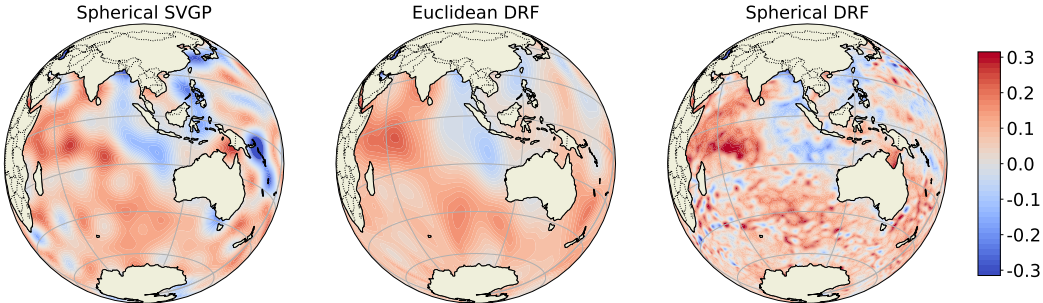 Spherical SVGP
Euclidean DRF
Spherical DRF
0.3
0.2
0.1
0.0
-0.1
-0.2
-0.3